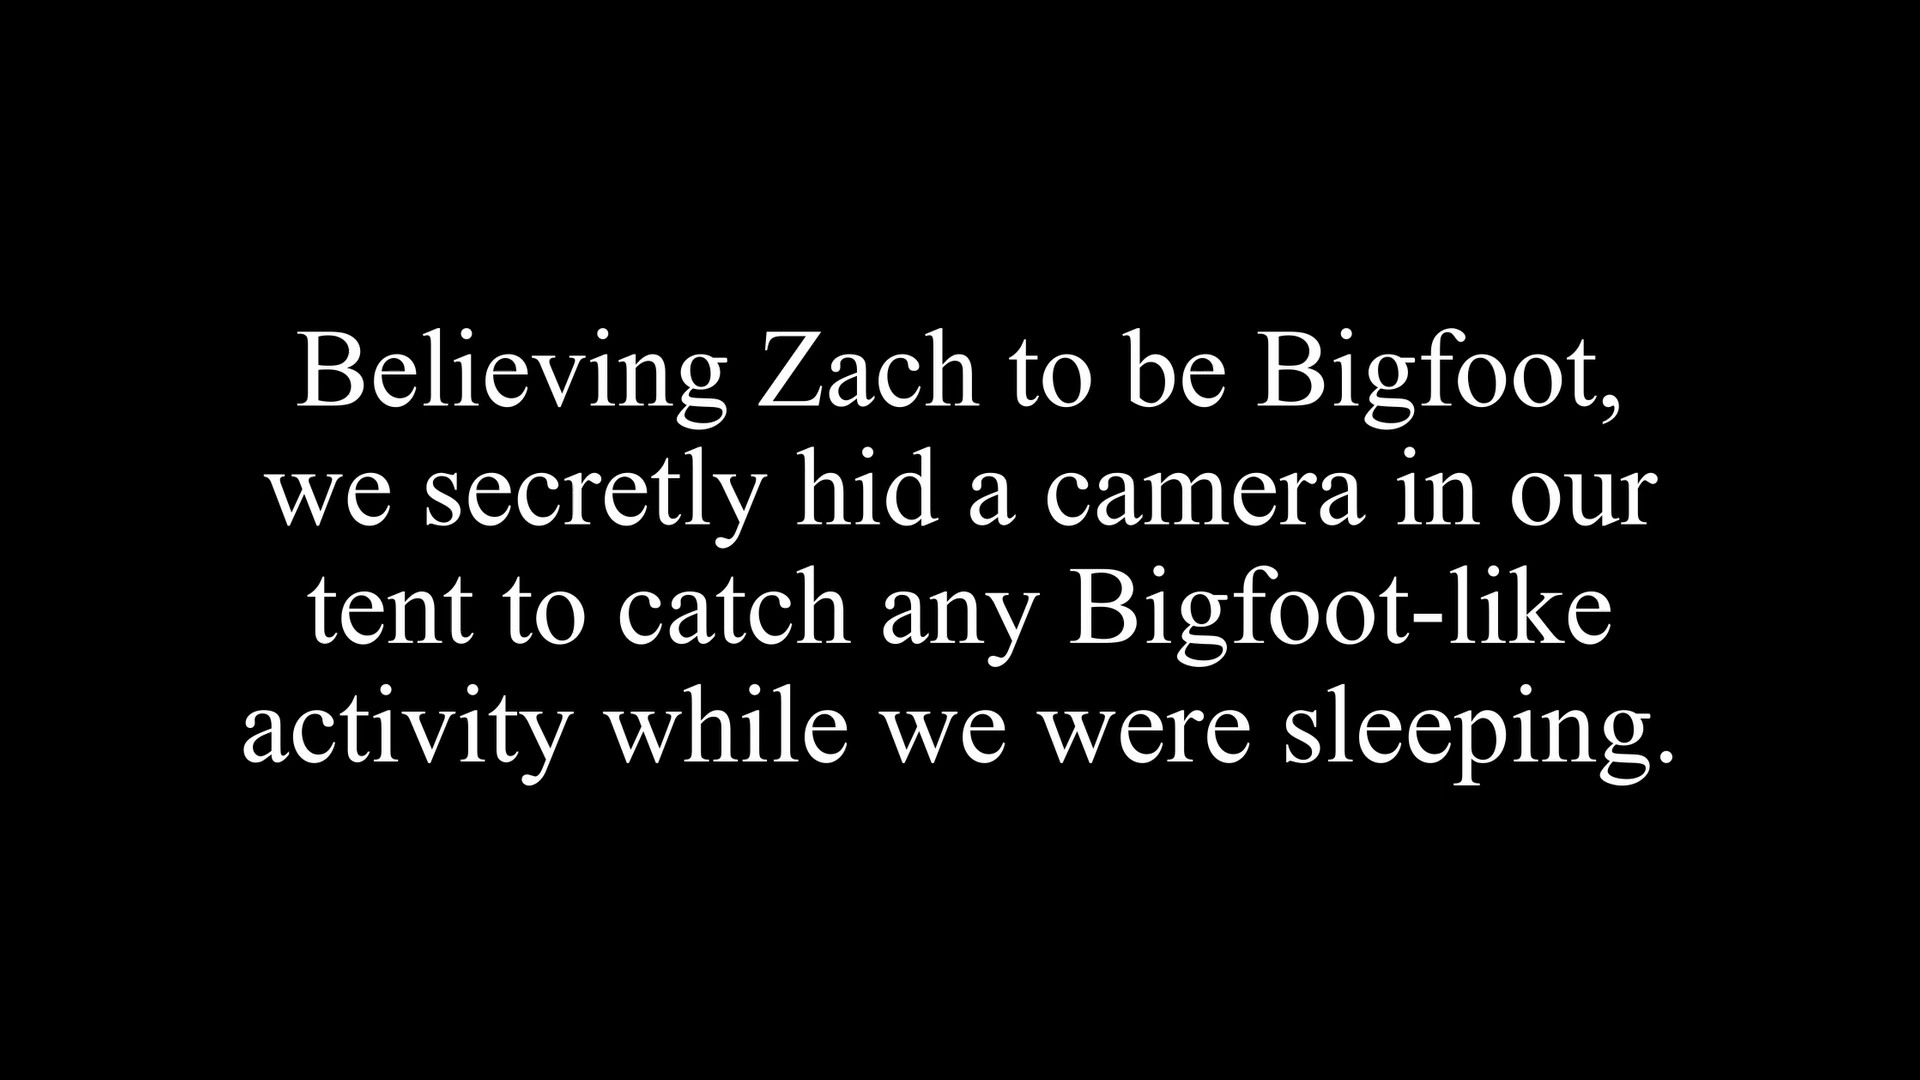 Believing Zach to be Bigfoot,
we secretly hid a camera in our
tent to catch any Bigfoot-like
activity while we were sleeping.